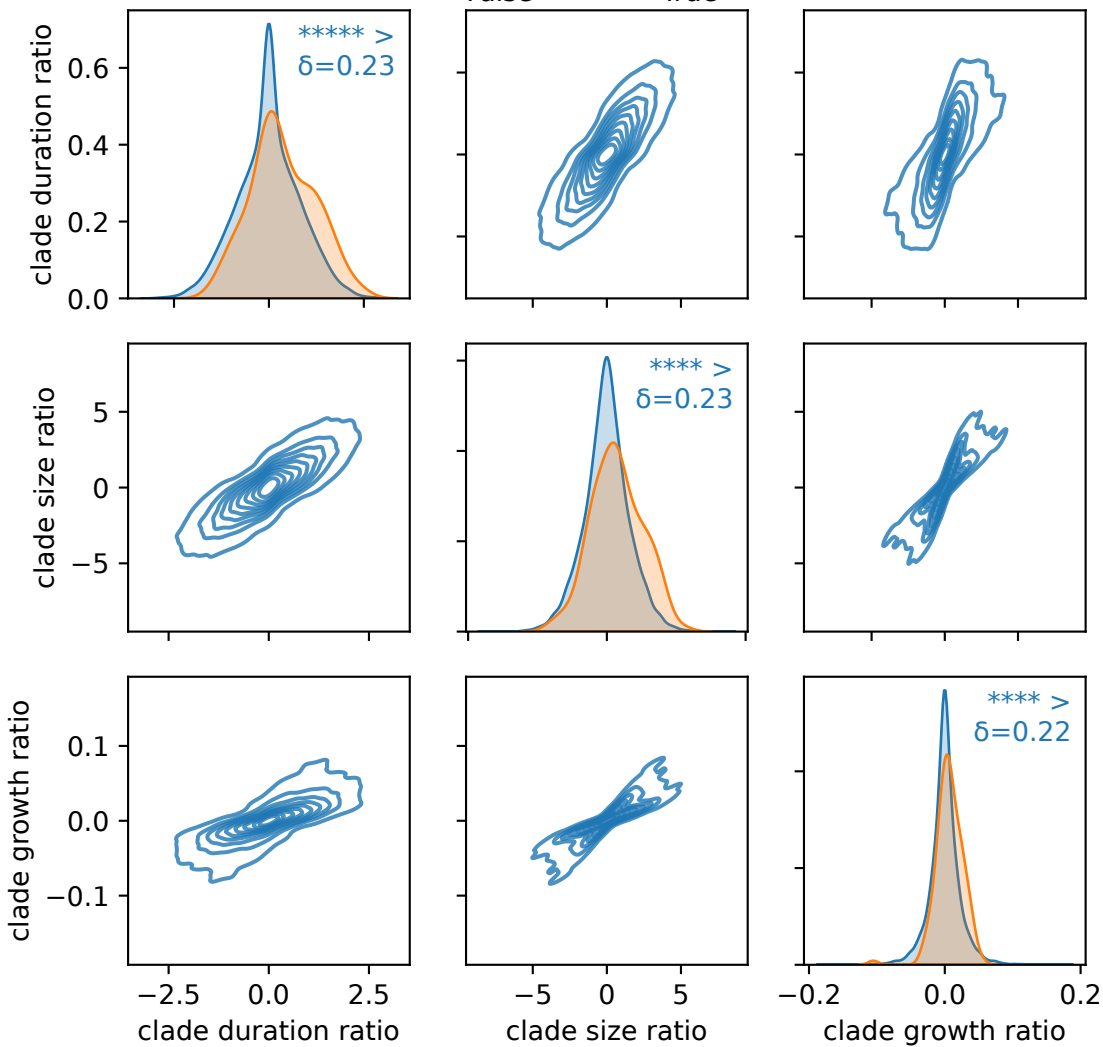 ***** >
δ=0.23
clade duration ratio
0.6
0.4
0.2
0.0
**** >
δ=0.23
clade size ratio
5
0
−5
**** >
δ=0.22
clade growth ratio
0.1
0.0
−0.1
−2.5 0.0 2.5 −5 0 5 −0.2 0.0 0.2
clade duration ratio clade size ratio clade growth ratio